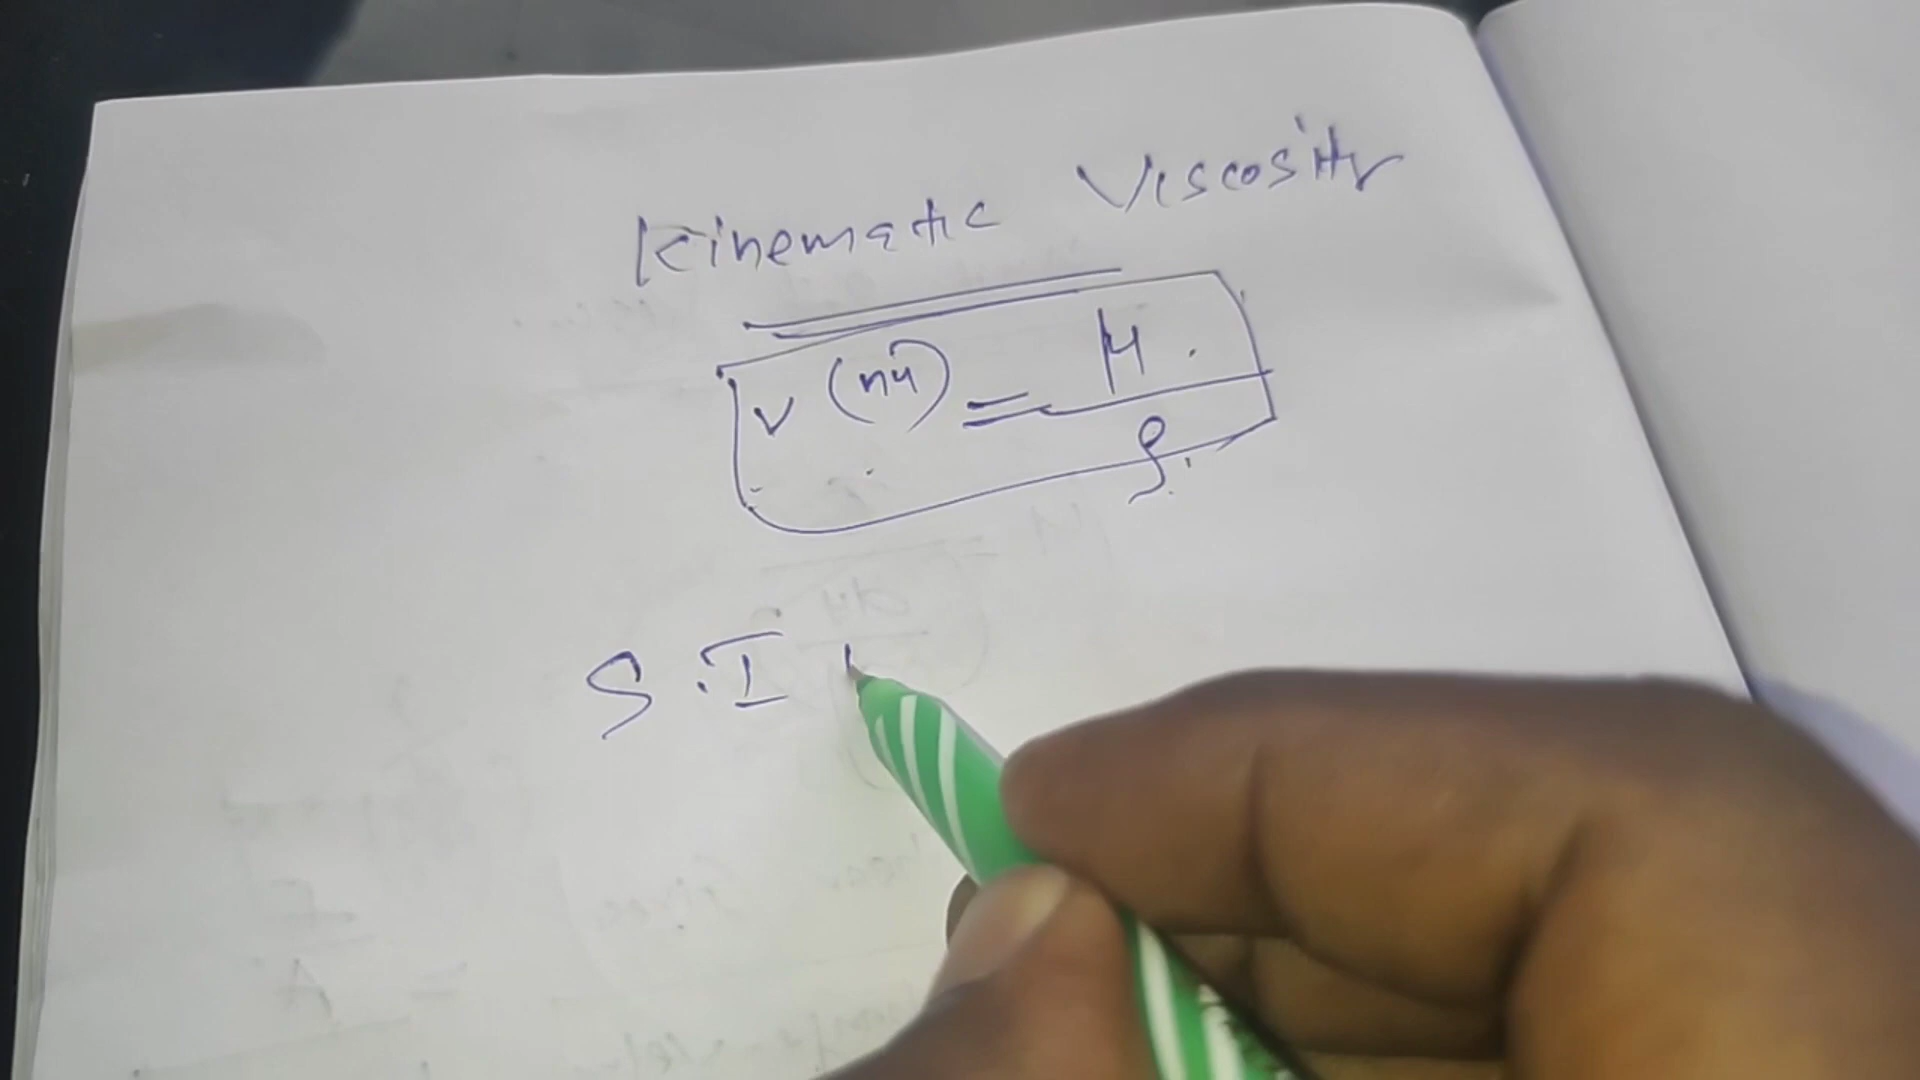 Kinematic Viscosity
ν (nu) = μ / ρ
S.I